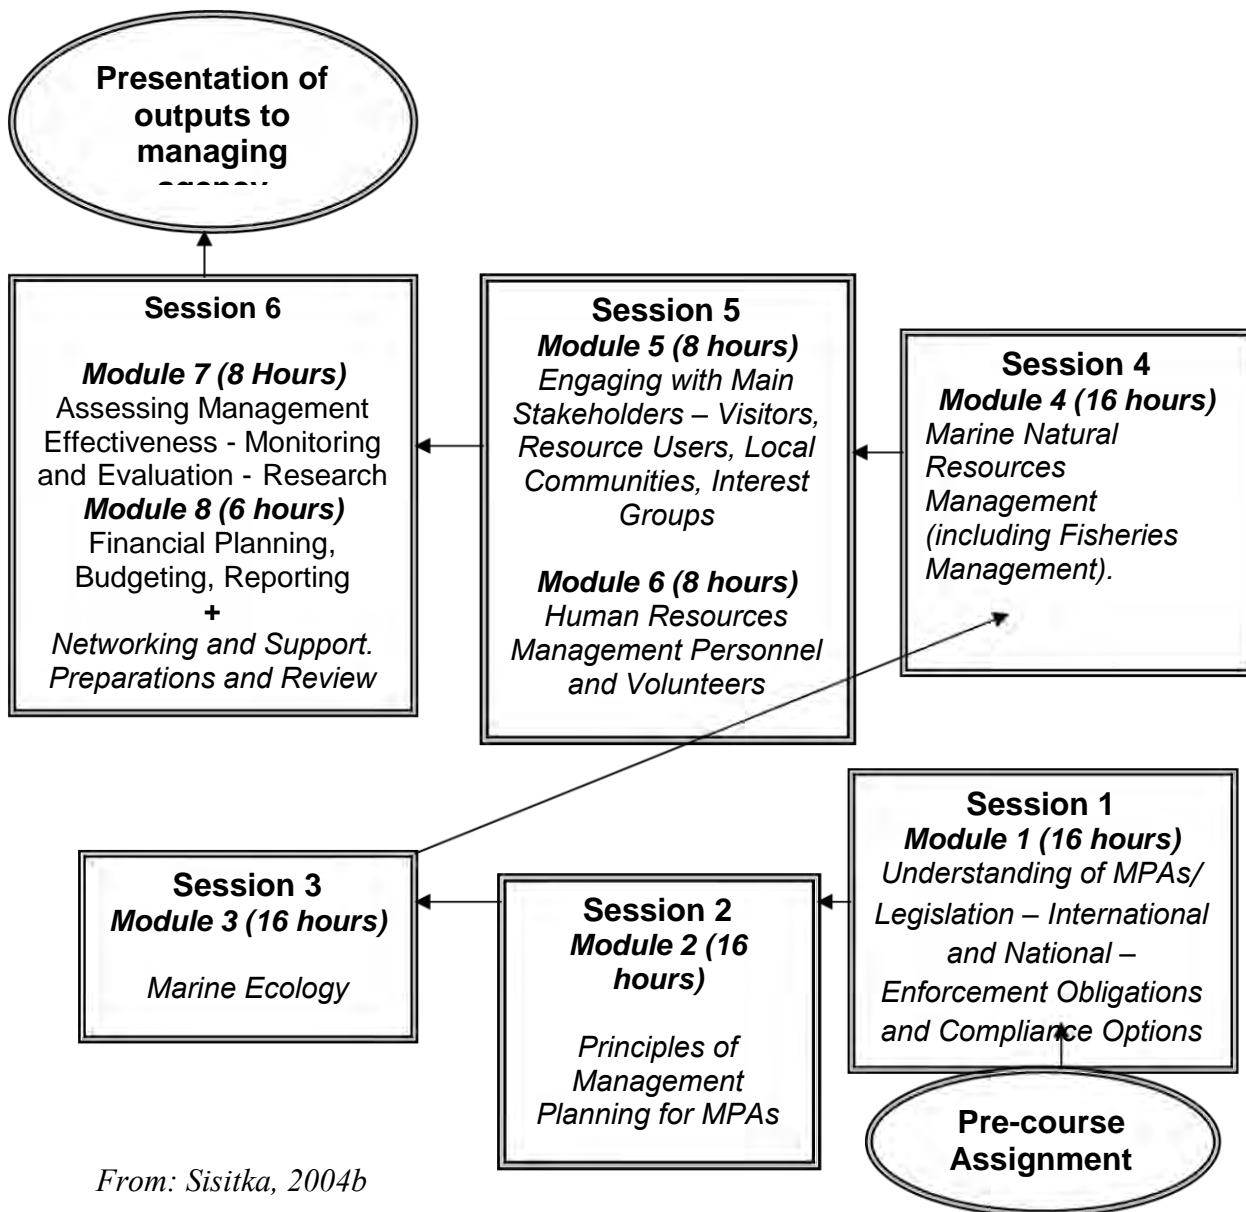 Presentation of
outputs to
managing
Session 6
Module 7 (8 Hours)
Assessing Management
Effectiveness - Monitoring
and Evaluation - Research
Module 8 (6 hours)
Financial Planning,
Budgeting, Reporting
+
Networking and Support.
Preparations and Review
Session 5
Module 5 (8 hours)
Engaging with Main
Stakeholders – Visitors,
Resource Users, Local
Communities, Interest
Groups
Module 6 (8 hours)
Human Resources
Management Personnel
and Volunteers
Session 4
Module 4 (16 hours)
Marine Natural
Resources
Management
(including Fisheries
Management).
Session 3
Module 3 (16 hours)
Marine Ecology
Session 2
Module 2 (16
hours)
Principles of
Management
Planning for MPAs
Session 1
Module 1 (16 hours)
Understanding of MPAs/
Legislation – International
and National –
Enforcement Obligations
and Compliance Options
Pre-course
Assignment
From: Sisitka, 2004b